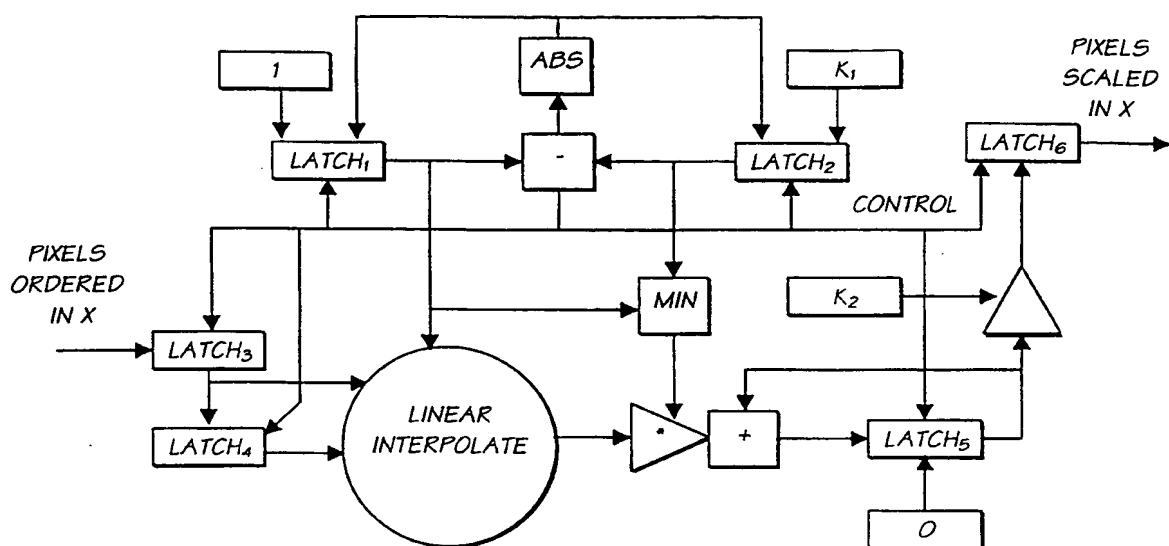 PIXELS
SCALED
IN X
1
ABS
K₁
LATCH₁
-
LATCH₂
LATCH₆
CONTROL
PIXELS
ORDERED
IN X
MIN
K₂
LATCH₃
LINEAR
INTERPOLATE
LATCH₄
*
+
LATCH₅
0